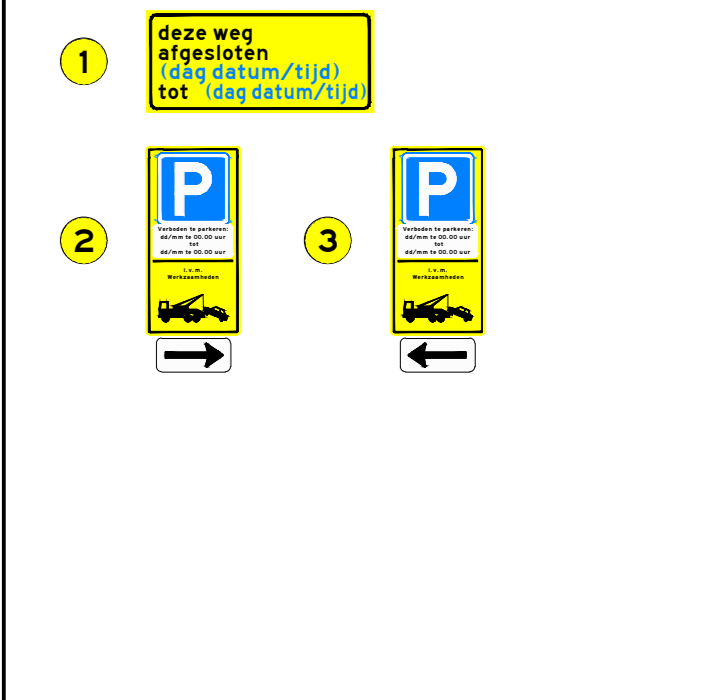 1
deze weg
afgesloten
(dag datum/tijd)
tot (dag datum/tijd)
2
P
Verboden te parkeren:
dd/mm te 00.00 uur
tot
dd/mm te 00.00 uur
i.v.m.
Werkzaamheden
3
P
Verboden te parkeren:
dd/mm te 00.00 uur
tot
dd/mm te 00.00 uur
i.v.m.
Werkzaamheden